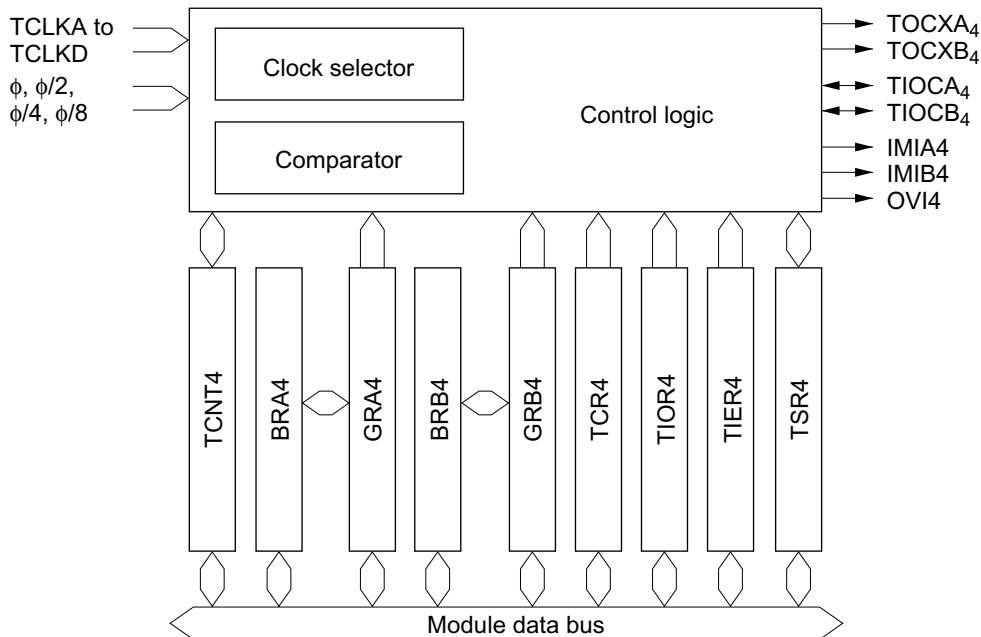 TCLKA to
TCLKD
ϕ, ϕ/2,
ϕ/4, ϕ/8
Clock selector
Comparator
Control logic
TOCXA4
TOCXB4
TIOCA4
TIOCB4
IMIA4
IMIB4
OVI4
TCNT4
BRA4
GRA4
BRB4
GRB4
TCR4
TIOR4
TIER4
TSR4
Module data bus